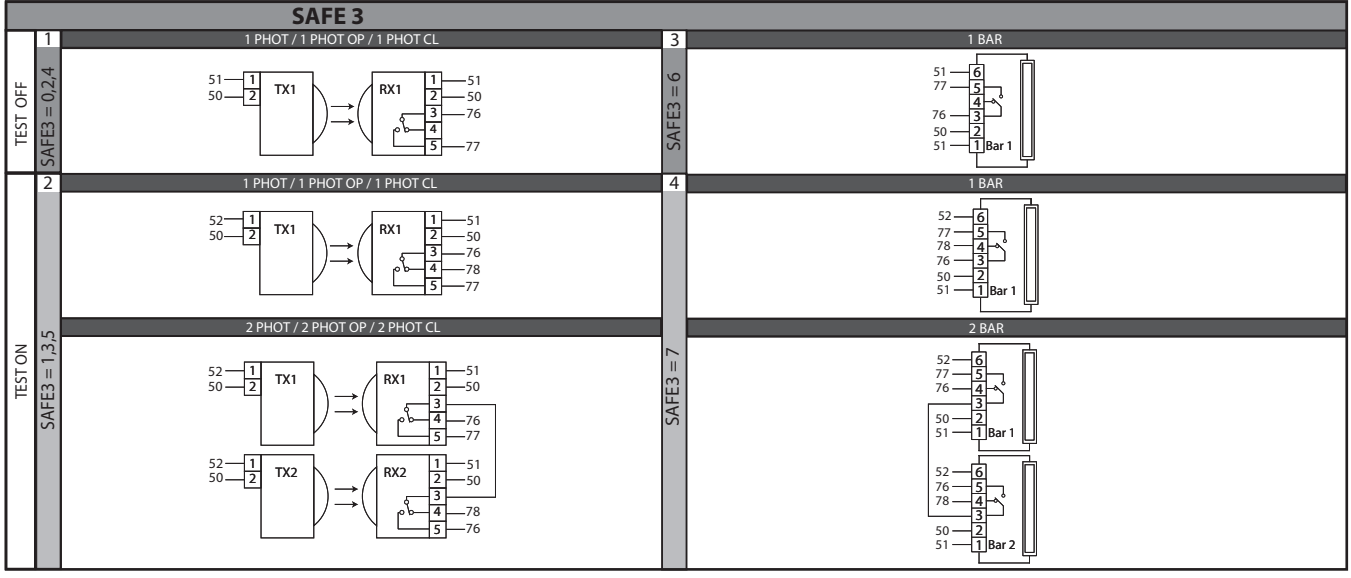 SAFE 3
TEST OFF
1
SAFE3 = 0,2,4
1 PHOT / 1 PHOT OP / 1 PHOT CL
51 1 TX1 RX1 1 51
50 2 2 50
3 76
4
5 77
3
SAFE3 = 6
1 BAR
51 6
77 5
4
76 3
50 2
51 1 Bar 1
TEST ON
2
SAFE3 = 1,3,5
1 PHOT / 1 PHOT OP / 1 PHOT CL
52 1 TX1 RX1 1 51
50 2 2 50
3 76
4 78
5 77
2 PHOT / 2 PHOT OP / 2 PHOT CL
52 1 TX1 RX1 1 51
50 2 2 50
3
4 76
5 77
52 1 TX2 RX2 1 51
50 2 2 50
3
4 78
5 76
4
SAFE3 = 7
1 BAR
52 6
77 5
78 4
76 3
50 2
51 1 Bar 1
2 BAR
52 6
77 5
76 4
3
50 2
51 1 Bar 1
52 6
76 5
78 4
3
50 2
51 1 Bar 2